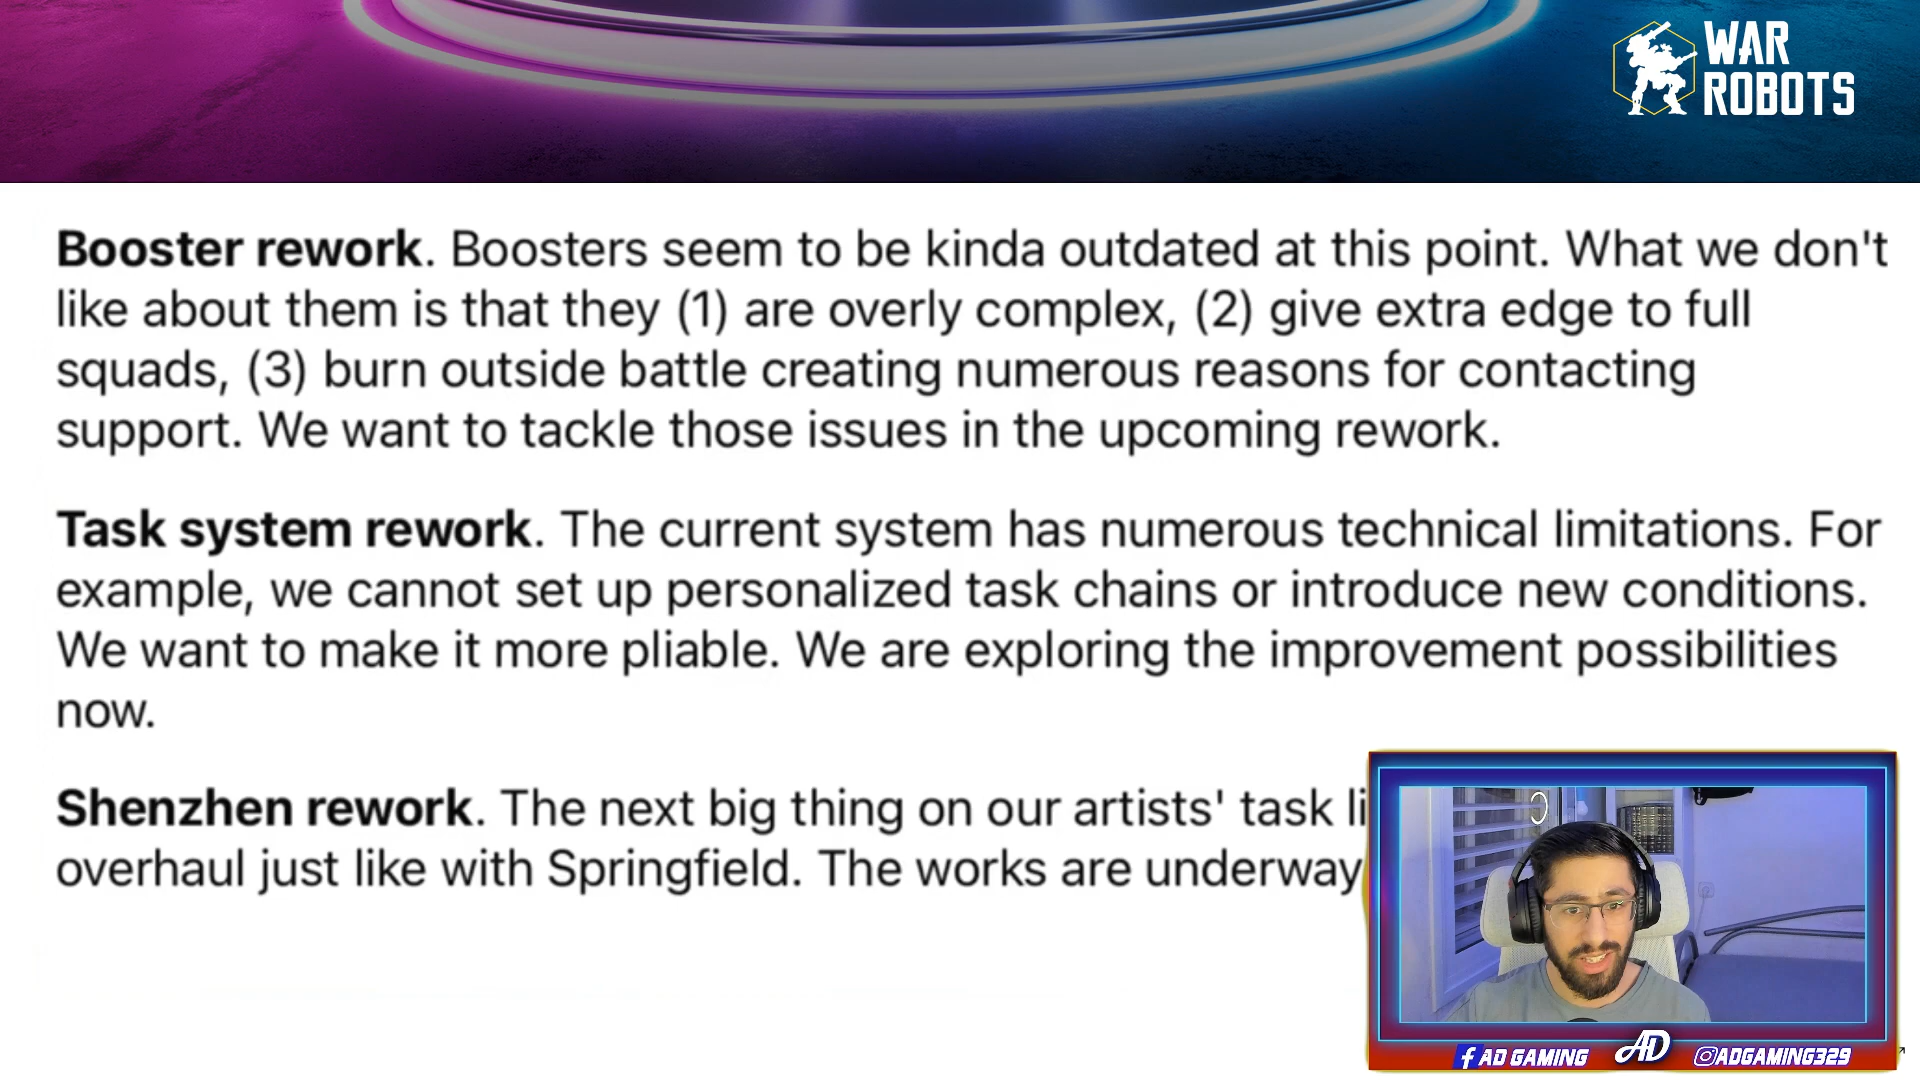 WAR
ROBOTS
Booster rework. Boosters seem to be kinda outdated at this point. What we don't
like about them is that they (1) are overly complex, (2) give extra edge to full
squads, (3) burn outside battle creating numerous reasons for contacting
support. We want to tackle those issues in the upcoming rework.
Task system rework. The current system has numerous technical limitations. For
example, we cannot set up personalized task chains or introduce new conditions.
We want to make it more pliable. We are exploring the improvement possibilities
now.
Shenzhen rework. The next big thing on our artists' task li
overhaul just like with Springfield. The works are underway
AD GAMING
AD
@ADGAMING329